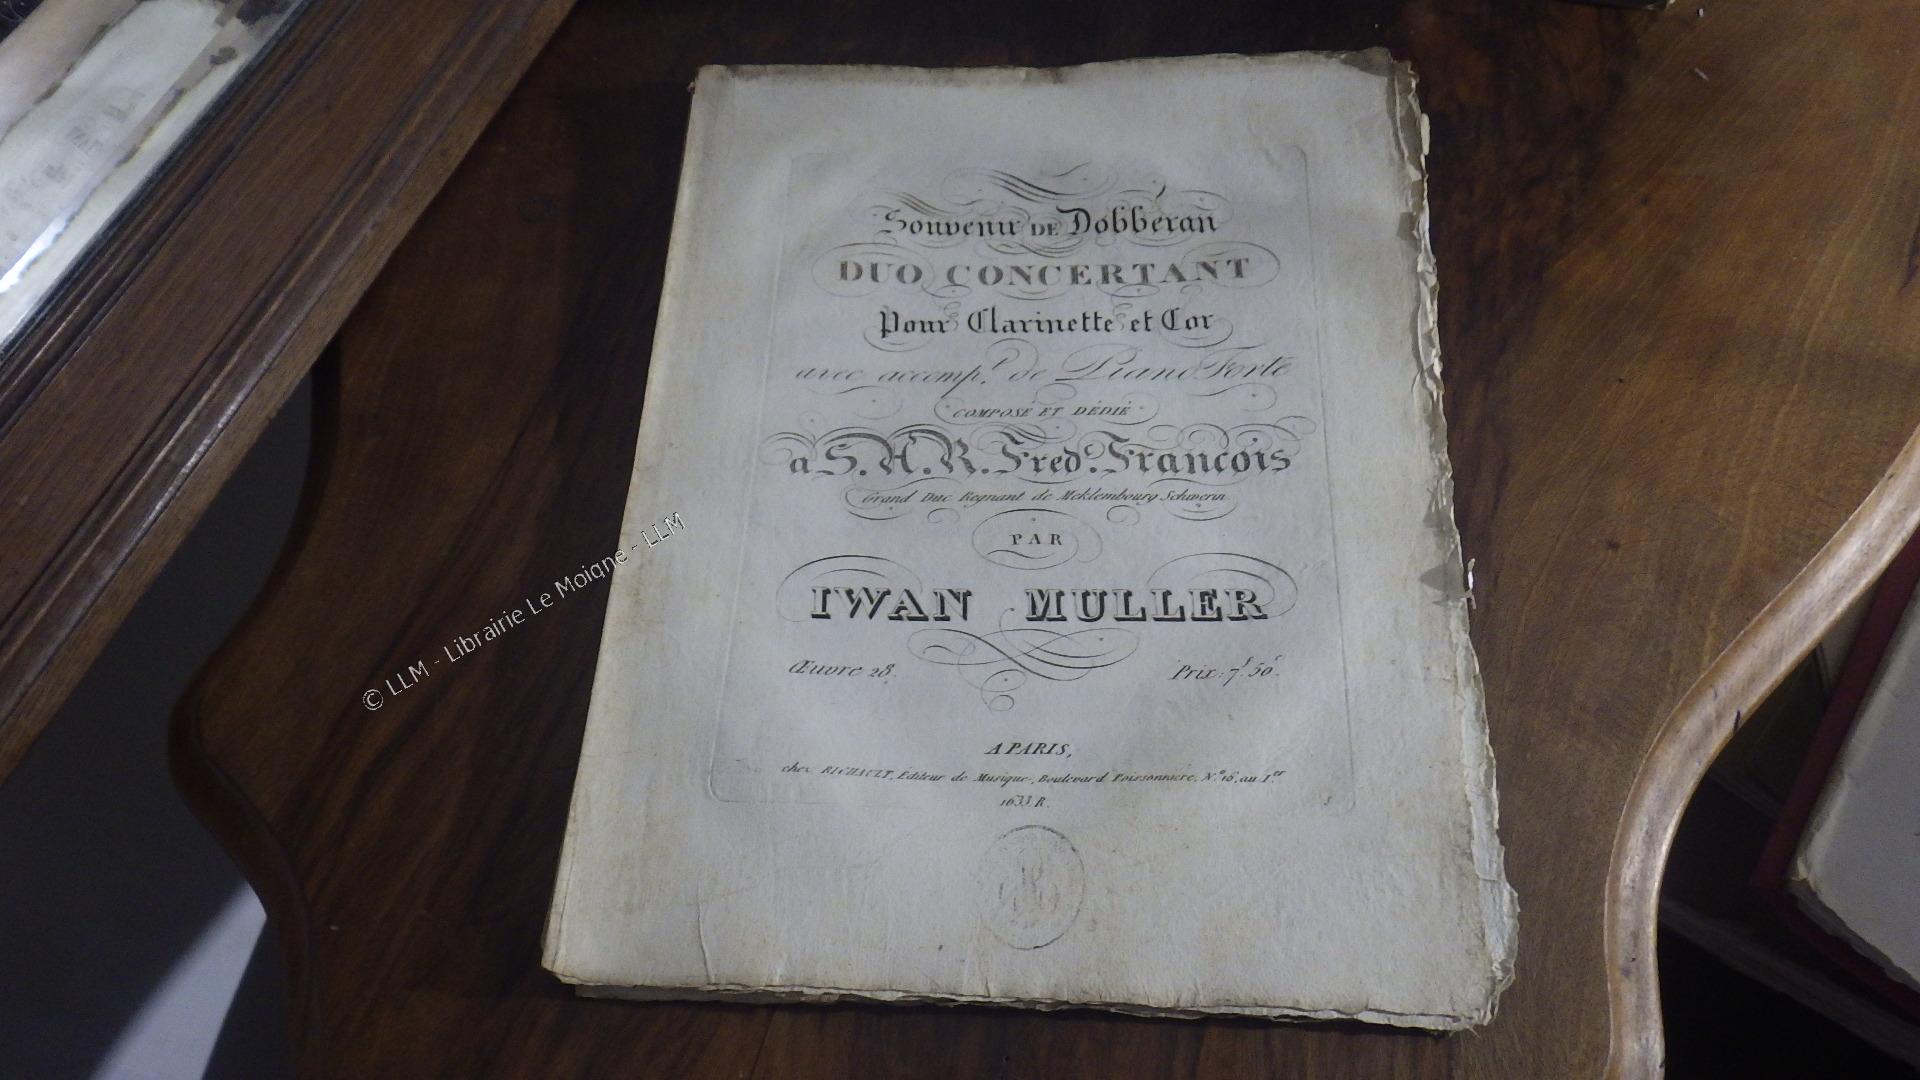 Souvenir DE Dobbéran
DUO CONCERTANT
Pour Clarinette et Cor
avec accomp.t de Piano Forte
COMPOSÉ ET DÉDIÉ
a S. A. R. Fred.c François
Grand Duc Regnant de Mcklembourg Schwerin
PAR
IWAN MULLER
Œuvre 28. Prix: 7f. 50c.
A PARIS,
chez RICHAULT, Editeur de Musique, Boulevard Poissonnière, N.o 16, au 1.er
1633. R.
© LLM - Librairie Le Moigne - LLM